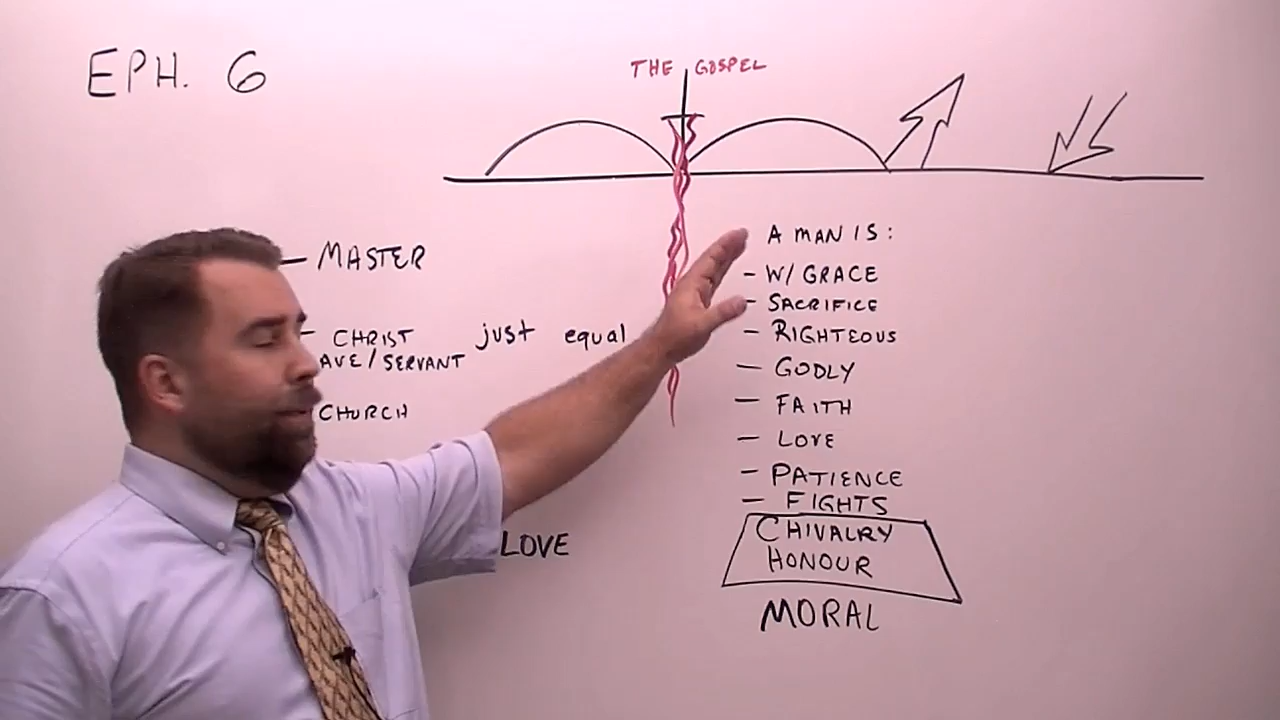 EPH. 6
THE GOSPEL
— MASTER
- CHRIST just equal
AVE/SERVANT
CHURCH
LOVE
A MAN IS:
- W/ GRACE
- SACRIFICE
- RIGHTEOUS
- GODLY
- FAITH
- LOVE
- PATIENCE
- FIGHTS
CHIVALRY
HONOUR
MORAL